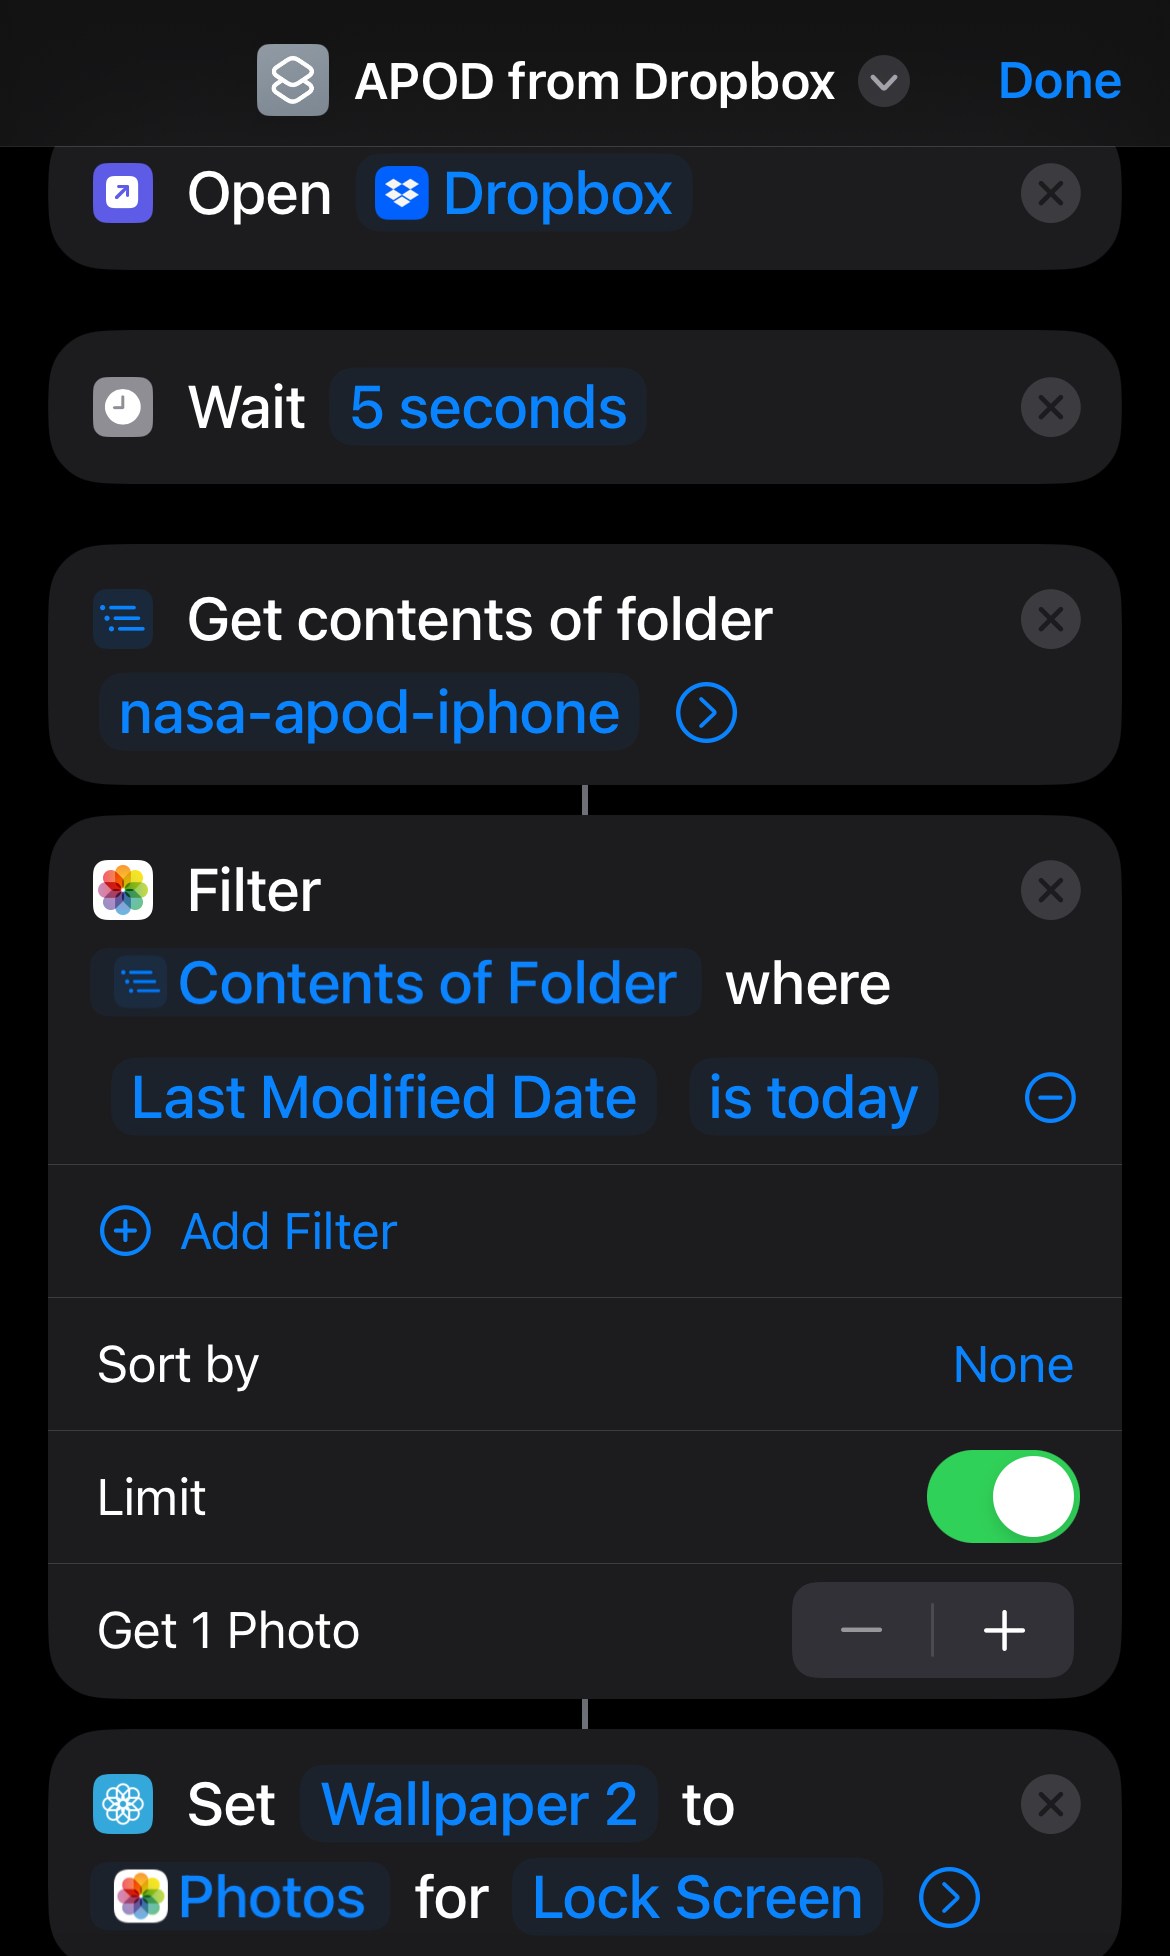 APOD from Dropbox
Done
Open Dropbox
Wait 5 seconds
Get contents of folder
nasa-apod-iphone
Filter
Contents of Folder where
Last Modified Date is today
Add Filter
Sort by None
Limit
Get 1 Photo
Set Wallpaper 2 to
Photos for Lock Screen